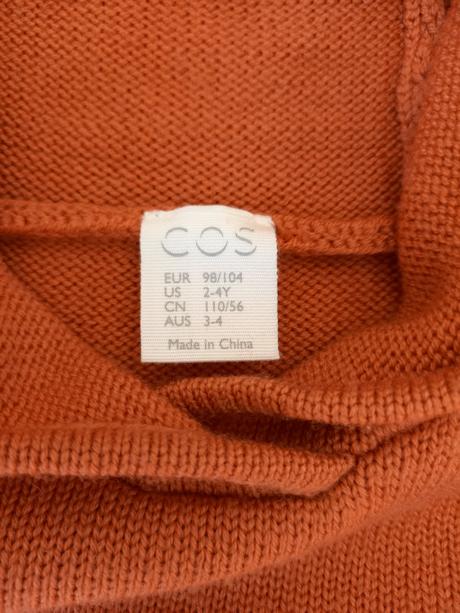 COS
EUR 98/104
US 2-4Y
CN 110/56
AUS 3-4
Made in China